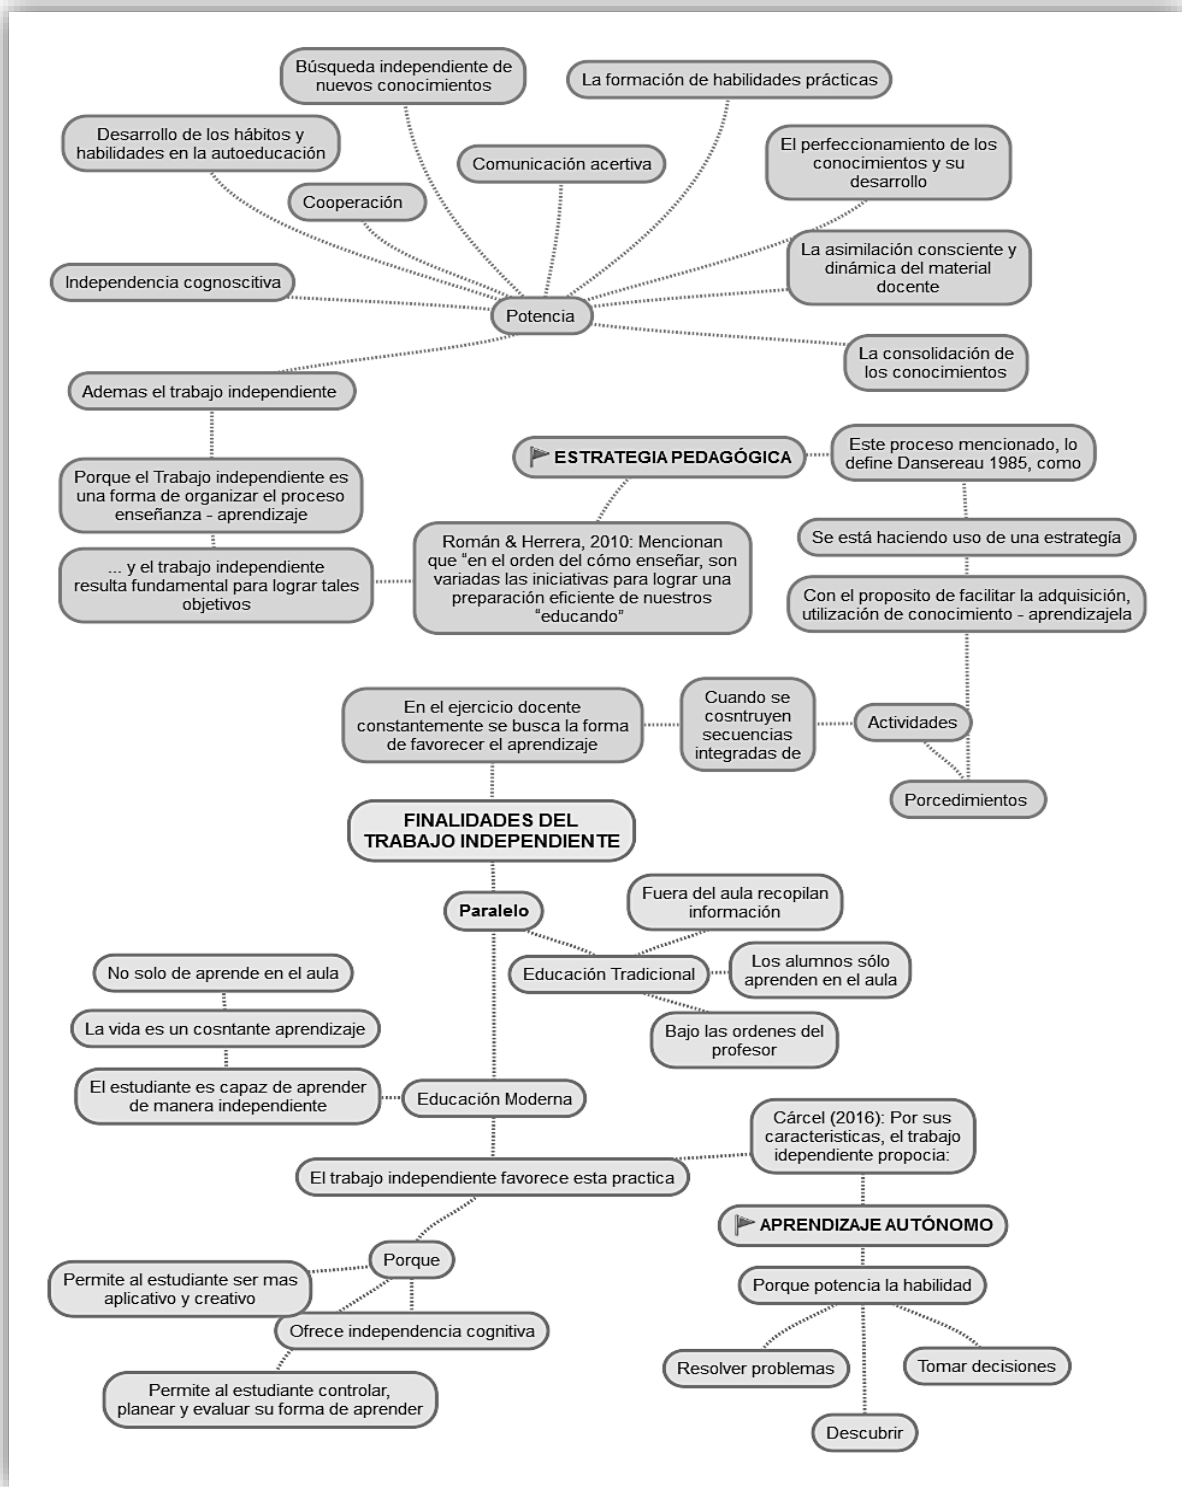 Búsqueda independiente de
nuevos conocimientos
La formación de habilidades prácticas
Desarrollo de los hábitos y
habilidades en la autoeducación
Comunicación acertiva
El perfeccionamiento de los
conocimientos y su
desarrollo
Cooperación
La asimilación consciente y
dinámica del material
docente
Independencia cognoscitiva
Potencia
La consolidación de
los conocimientos
Ademas el trabajo independiente
Porque el Trabajo independiente es
una forma de organizar el proceso
enseñanza - aprendizaje
... y el trabajo independiente
resulta fundamental para lograr tales
objetivos
ESTRATEGIA PEDAGÓGICA
Este proceso mencionado, lo
define Dansereau 1985, como
Román & Herrera, 2010: Mencionan
que “en el orden del cómo enseñar, son
variadas las iniciativas para lograr una
preparación eficiente de nuestros
“educando”
Se está haciendo uso de una estrategía
Con el proposito de facilitar la adquisición,
utilización de conocimiento - aprendizajela
En el ejercicio docente
constantemente se busca la forma
de favorecer el aprendizaje
Cuando se
cosntruyen
secuencias
integradas de
Actividades
Porcedimientos
FINALIDADES DEL
TRABAJO INDEPENDIENTE
Paralelo
Fuera del aula recopilan
información
Educación Tradicional
Los alumnos sólo
aprenden en el aula
Bajo las ordenes del
profesor
No solo de aprende en el aula
La vida es un cosntante aprendizaje
El estudiante es capaz de aprender
de manera independiente
Educación Moderna
Cárcel (2016): Por sus
caracteristicas, el trabajo
idependiente propocia:
El trabajo independiente favorece esta practica
APRENDIZAJE AUTÓNOMO
Porque
Permite al estudiante ser mas
aplicativo y creativo
Ofrece independencia cognitiva
Permite al estudiante controlar,
planear y evaluar su forma de aprender
Porque potencia la habilidad
Resolver problemas
Tomar decisiones
Descubrir